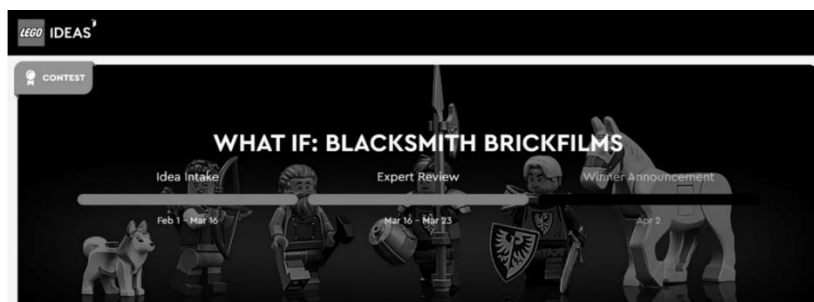 LEGO IDEAS
CONTEST
WHAT IF: BLACKSMITH BRICKFILMS
Idea Intake Expert Review Winner Announcement
Feb 1 - Mar 16 Mar 16 - Mar 23 Apr 2